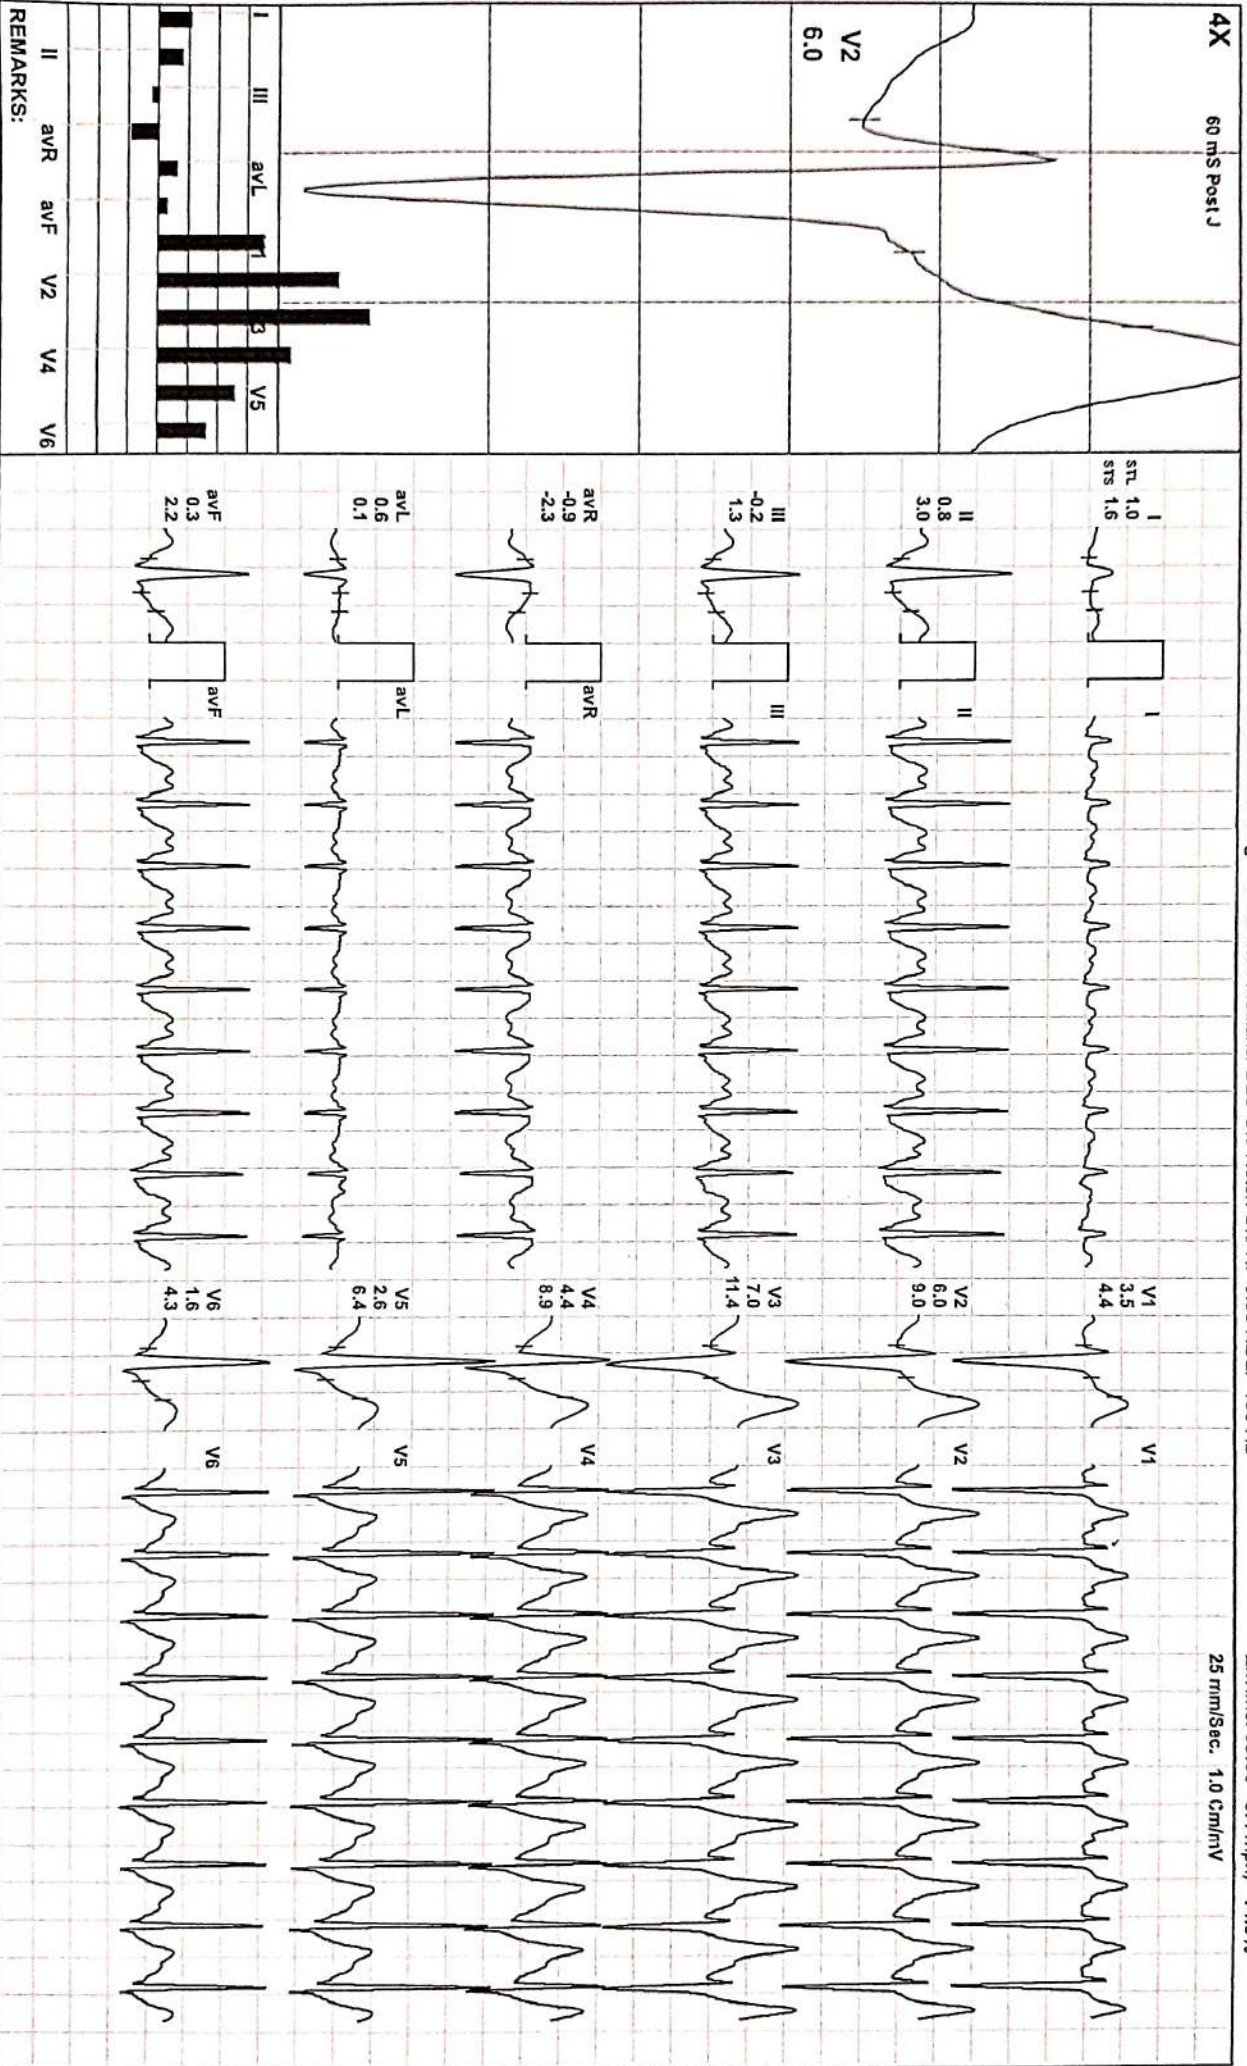 4X
60 mS Post J
25 mm/Sec. 1.0 Cm/mV
V2
6.0
I
STL 1.0
STS 1.6
I
II
0.8
3.0
II
III
-0.2
1.3
III
avR
-0.9
-2.3
avR
avL
0.6
0.1
avL
avF
0.3
2.2
avF
V1
3.5
4.4
V1
V2
6.0
9.0
V2
V3
7.0
11.4
V3
V4
4.4
8.9
V4
V5
2.6
6.4
V5
V6
1.6
4.3
V6
I III avL V5
II avR avF V2 V4 V6
REMARKS: